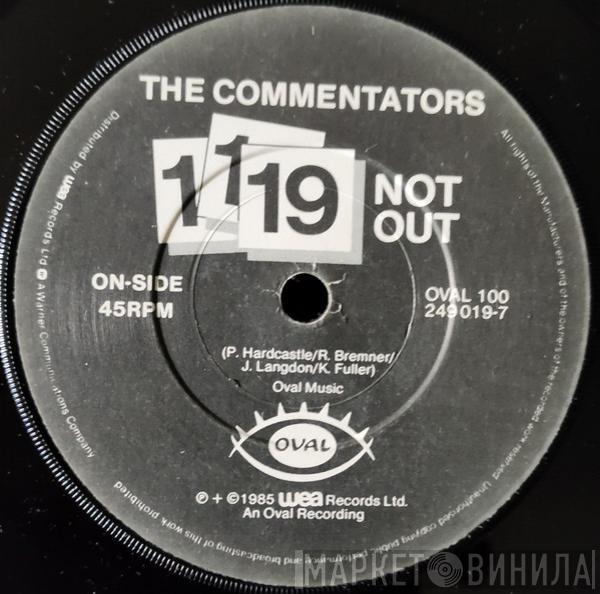 THE COMMENTATORS
1 1 19
NOT
OUT
ON-SIDE
45RPM
OVAL 100
249 019-7
(P. Hardcastle/R. Bremner/
J. Langdon/K. Fuller)
Oval Music
OVAL
℗ + ©1985 wea Records Ltd.
An Oval Recording
Distributed by wea Records Ltd. A Warner Communications Company
All rights of the Manufacturers and of the owners of the recorded work reserved. Unauthorised copying public performance and broadcasting of this work prohibited
МАРКЕТ ВИНИЛА